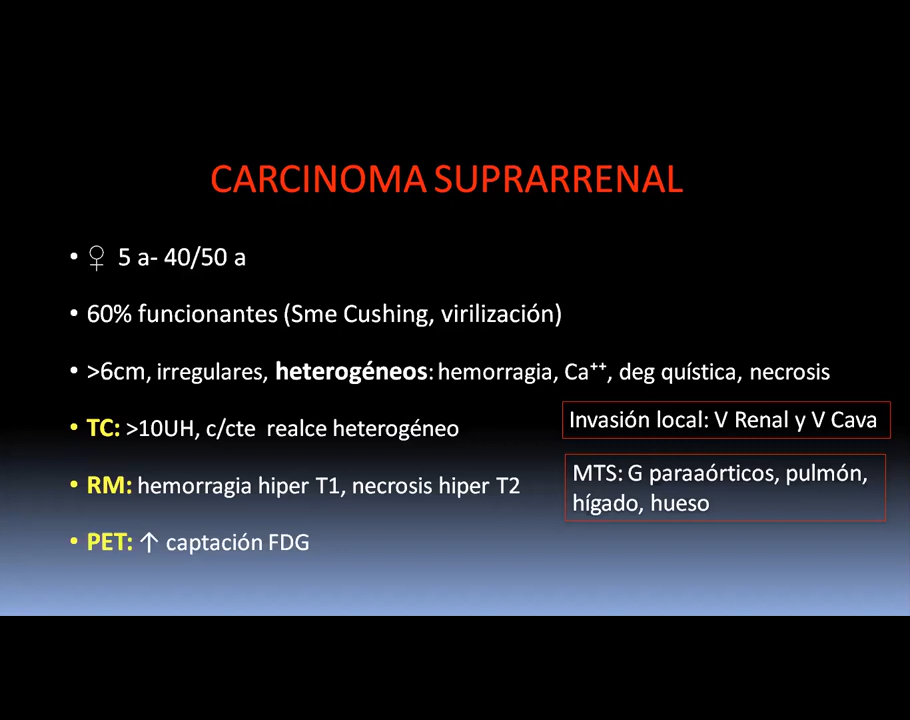 CARCINOMA SUPRARRENAL
• ♀ 5 a- 40/50 a
• 60% funcionantes (Sme Cushing, virilización)
• >6cm, irregulares, heterogéneos: hemorragia, Ca⁺⁺, deg quística, necrosis
• TC: >10UH, c/cte realce heterogéneo
• RM: hemorragia hiper T1, necrosis hiper T2
• PET: ↑ captación FDG
Invasión local: V Renal y V Cava
MTS: G paraaórticos, pulmón,
hígado, hueso